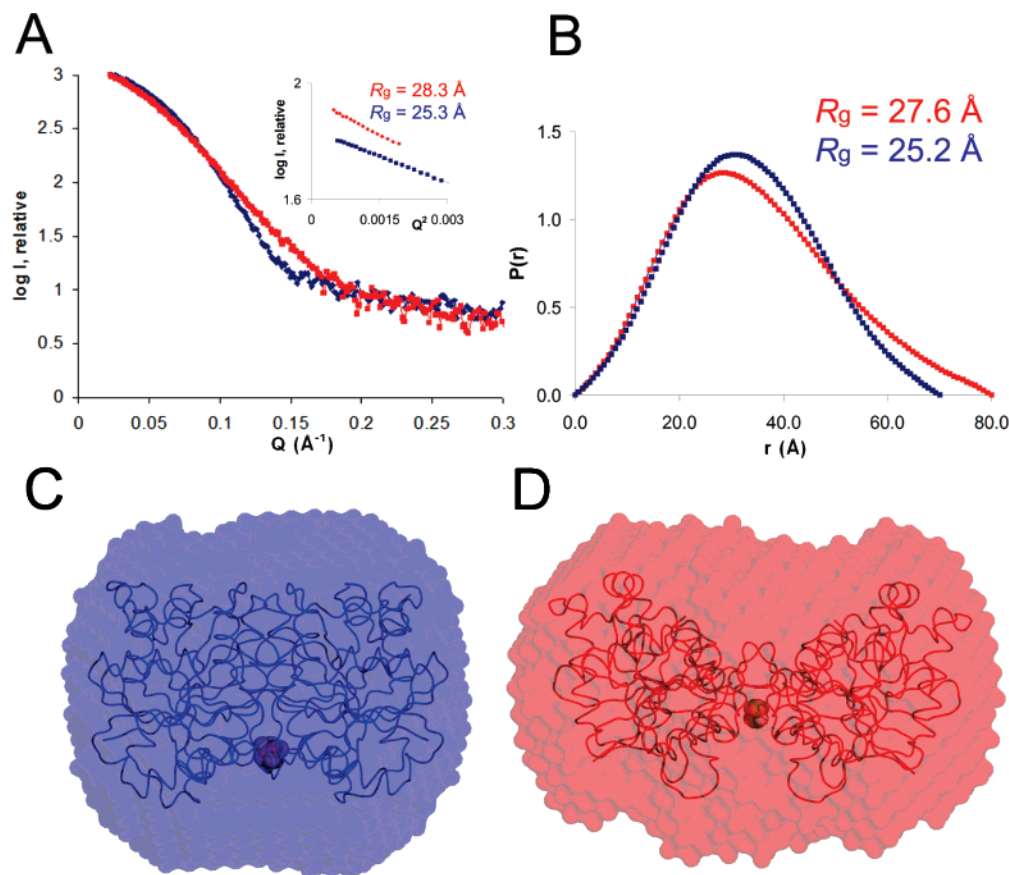 A
3
2.5
2
1.5
1
0.5
0
log I, relative
0
0.05
0.1
0.15
0.2
0.25
0.3
Q (Å⁻¹)
2
1.6
log I, relative
Rg = 28.3 Å
Rg = 25.3 Å
0
0.0015
0.003
Q²
B
Rg = 27.6 Å
Rg = 25.2 Å
1.5
1.0
0.5
0.0
P(r)
0.0
20.0
40.0
60.0
80.0
r (Å)
C
D